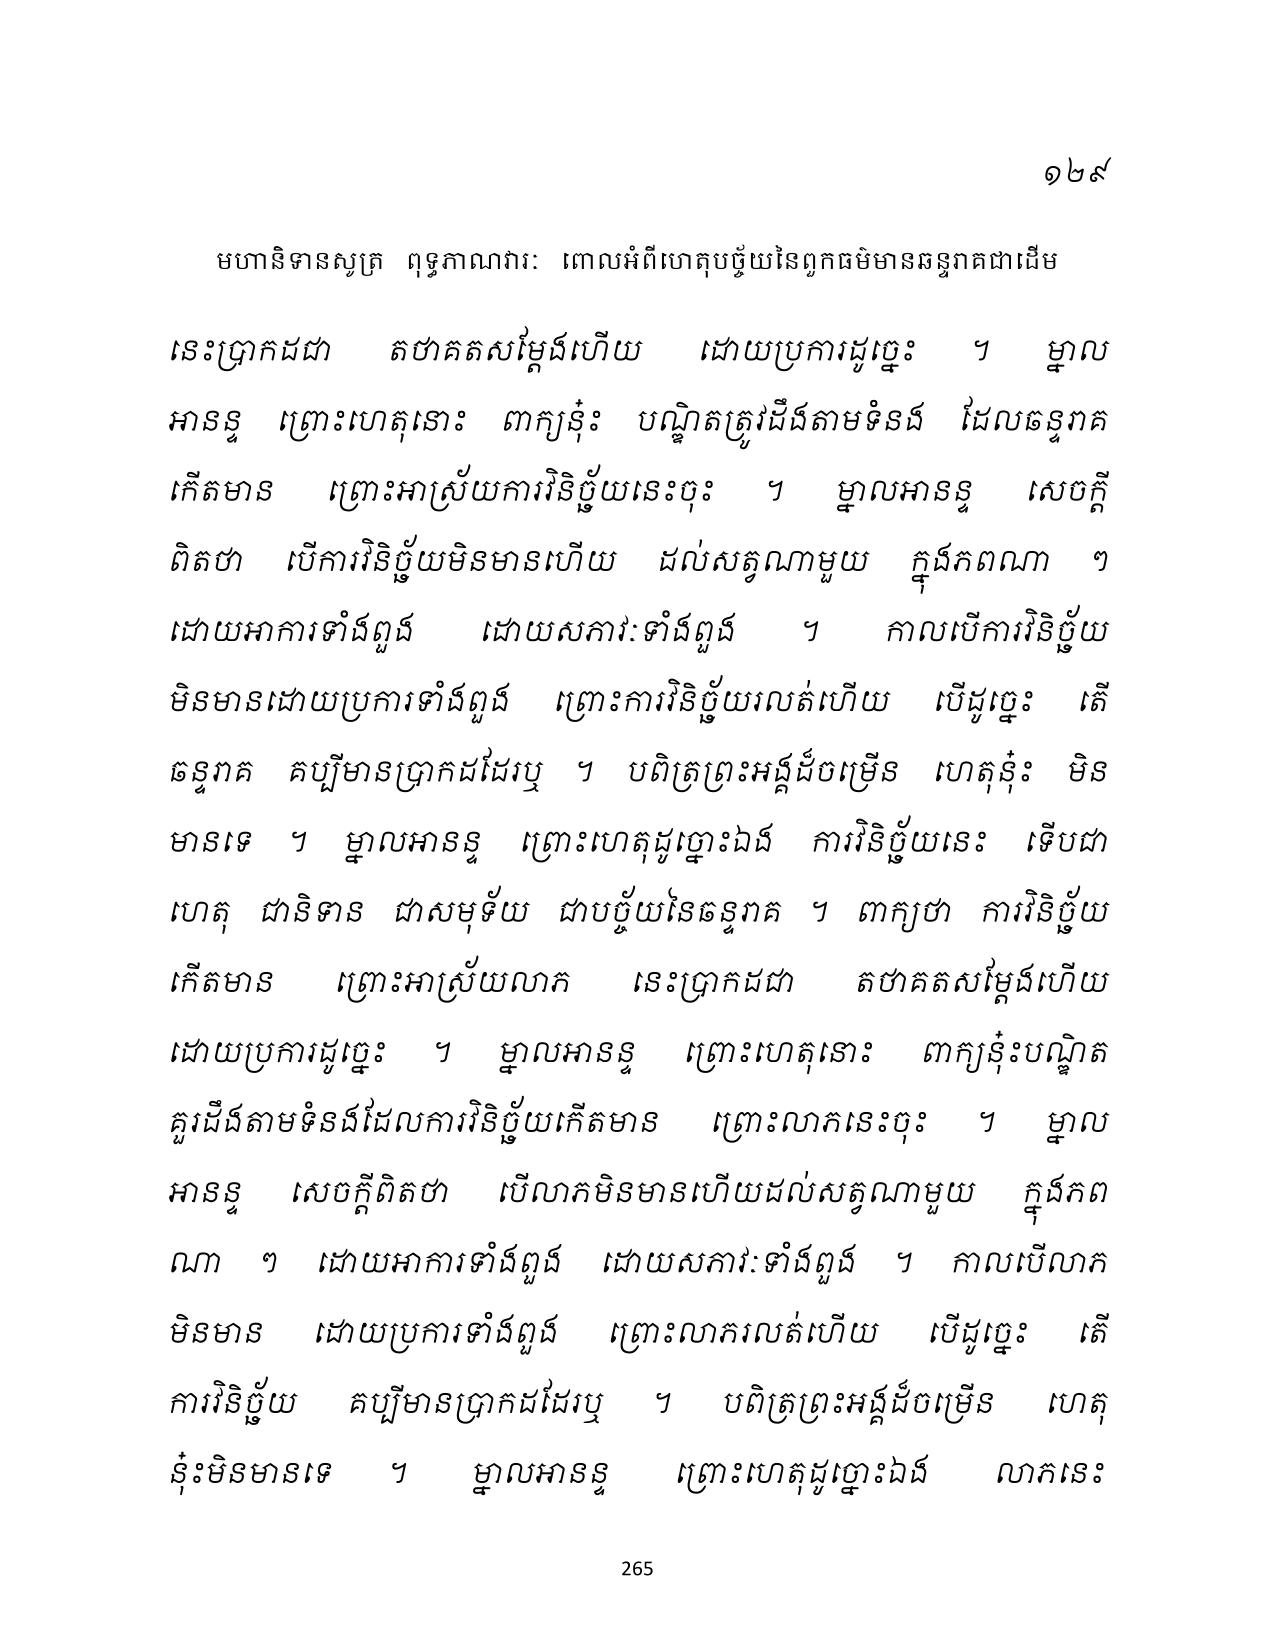 ១២៩
មហានិទានសូត្រ ពុទ្ធភាណវារៈ ពោលអំពីហេតុបច្ច័យនៃពួកធម៌មានឆន្ទរាគជាដើម
នេះប្រាកដជា តថាគតសម្តែងហើយ ដោយប្រការដូច្នេះ ។ ម្នាល
អានន្ទ ព្រោះហេតុនោះ ពាក្យនុ៎ះ បណ្ឌិតត្រូវដឹងតាមទំនង ដែលឆន្ទរាគ
កើតមាន ព្រោះអាស្រ័យការវិនិច្ឆ័យនេះចុះ ។ ម្នាលអានន្ទ សេចក្តី
ពិតថា បើការវិនិច្ឆ័យមិនមានហើយ ដល់សត្វណាមួយ ក្នុងភពណា ៗ
ដោយអាការទាំងពួង ដោយសភាវៈទាំងពួង ។ កាលបើការវិនិច្ឆ័យ
មិនមានដោយប្រការទាំងពួង ព្រោះការវិនិច្ឆ័យរលត់ហើយ បើដូច្នេះ តើ
ឆន្ទរាគ គប្បីមានប្រាកដដែរឬ ។ បពិត្រព្រះអង្គដ៏ចម្រើន ហេតុនុ៎ះ មិន
មានទេ ។ ម្នាលអានន្ទ ព្រោះហេតុដូច្នោះឯង ការវិនិច្ឆ័យនេះ ទើបជា
ហេតុ ជានិទាន ជាសមុទ័យ ជាបច្ច័យនៃឆន្ទរាគ ។ ពាក្យថា ការវិនិច្ឆ័យ
កើតមាន ព្រោះអាស្រ័យលាភ នេះប្រាកដជា តថាគតសម្តែងហើយ
ដោយប្រការដូច្នេះ ។ ម្នាលអានន្ទ ព្រោះហេតុនោះ ពាក្យនុ៎ះបណ្ឌិត
គួរដឹងតាមទំនងដែលការវិនិច្ឆ័យកើតមាន ព្រោះលាភនេះចុះ ។ ម្នាល
អានន្ទ សេចក្តីពិតថា បើលាភមិនមានហើយដល់សត្វណាមួយ ក្នុងភព
ណា ៗ ដោយអាការទាំងពួង ដោយសភាវៈទាំងពួង ។ កាលបើលាភ
មិនមាន ដោយប្រការទាំងពួង ព្រោះលាភរលត់ហើយ បើដូច្នេះ តើ
ការវិនិច្ឆ័យ គប្បីមានប្រាកដដែរឬ ។ បពិត្រព្រះអង្គដ៏ចម្រើន ហេតុ
នុ៎ះមិនមានទេ ។ ម្នាលអានន្ទ ព្រោះហេតុដូច្នោះឯង លាភនេះ
265